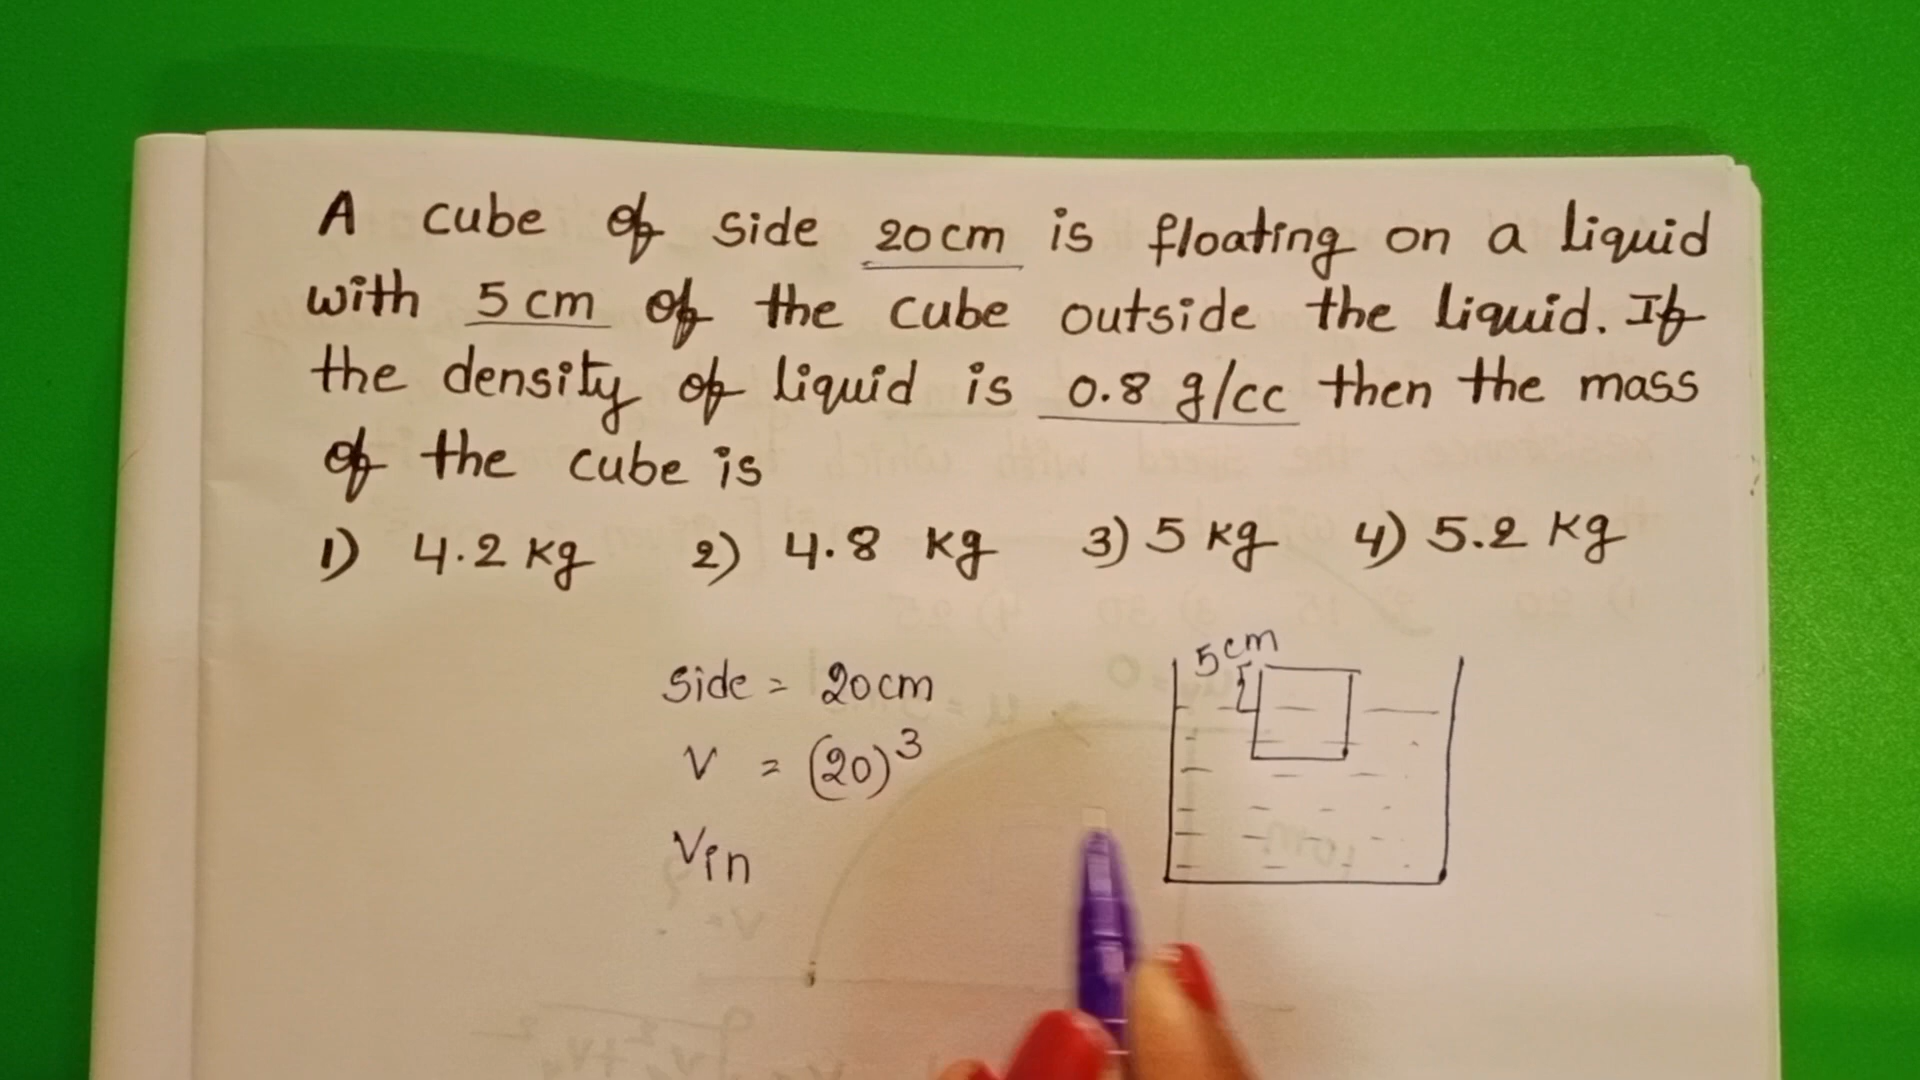 A cube of side 20cm is floating on a liquid
with 5 cm of the cube outside the liquid. If
the density of liquid is 0.8 g/cc then the mass
of the cube is
1) 4.2 kg 2) 4.8 kg 3) 5 kg 4) 5.2 kg
5cm
Side = 20cm
V = (20)³
Vin